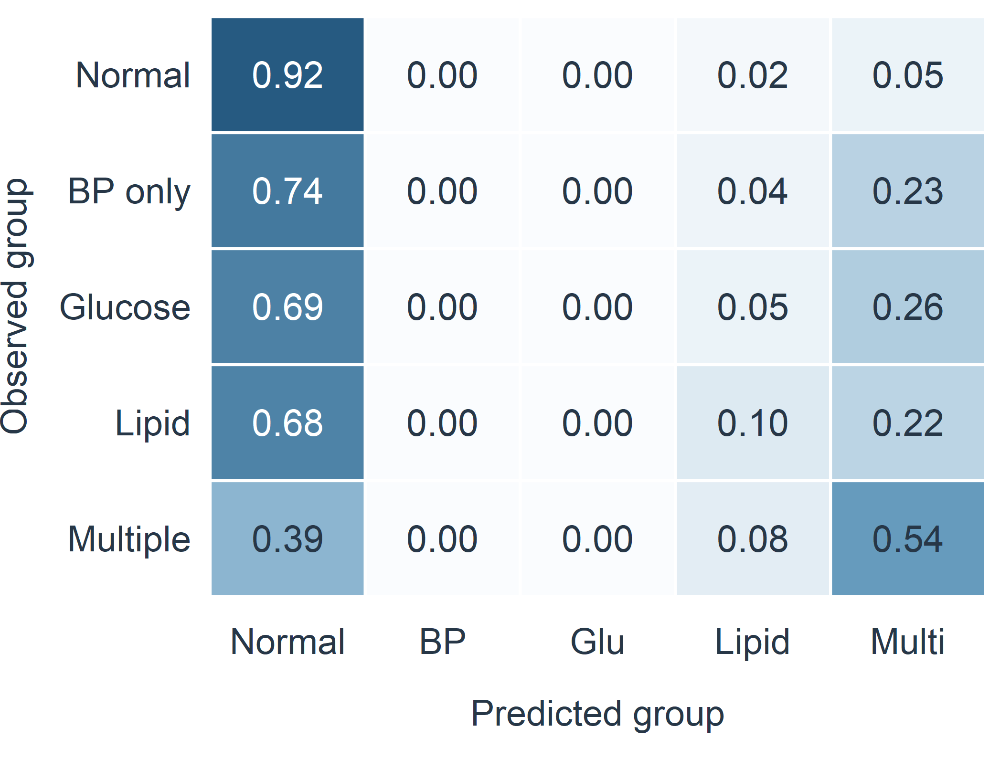 Normal 0.92 0.00 0.00 0.02 0.05
BP only 0.74 0.00 0.00 0.04 0.23
Glucose 0.69 0.00 0.00 0.05 0.26
Lipid 0.68 0.00 0.00 0.10 0.22
Multiple 0.39 0.00 0.00 0.08 0.54
Observed group
Normal BP Glu Lipid Multi
Predicted group